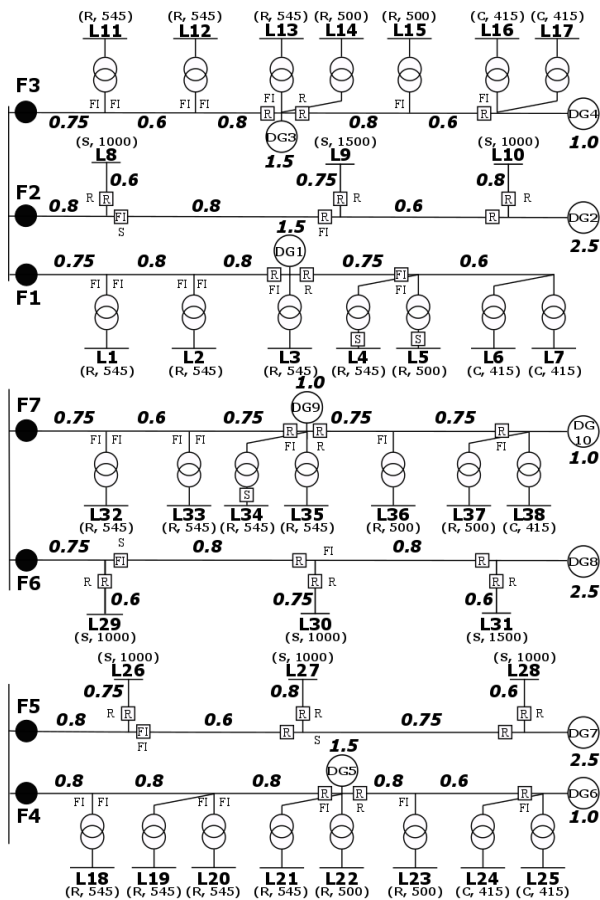 (R, 545) (R, 545) (R, 545) (R, 500) (R, 500) (C, 415) (C, 415)
L11 L12 L13 L14 L15 L16 L17
F3
FI FI FI FI FI R FI
R R R
0.75 0.6 0.8 0.8 0.6 DG4
DG3
1.5 1.0
(S, 1000) (S, 1500) (S, 1000)
L8 L9 L10
0.6 0.75 0.8
F2
R R R R R R
0.8 FI 0.8 R 0.6 R DG2
S FI
2.5
1.5
DG1
0.75 0.8 0.8 0.75 0.6
R R FI
F1
FI FI FI FI FI R FI
S S
L1 L2 L3 L4 L5 L6 L7
(R, 545) (R, 545) (R, 545) (R, 545) (R, 500) (C, 415) (C, 415)
1.0
DG9
F7
0.75 0.6 0.75 0.75 0.75
R R R DG 10
FI FI FI FI FI R FI FI
1.0
S
L32 L33 L34 L35 L36 L37 L38
(R, 545) (R, 545) (R, 545) (R, 545) (R, 500) (R, 500) (C, 415)
S
0.75 FI 0.8 R FI 0.8 R DG8
F6
R R R R R R
0.6 0.75 0.6
2.5
L29 L30 L31
(S, 1000) (S, 1000) (S, 1500)
(S, 1000) (S, 1000) (S, 1000)
L26 L27 L28
0.75 0.8 0.6
F5
R R R R R R
0.8 FI 0.6 R 0.75 R DG7
FI S
2.5
1.5
DG5
0.8 0.8 0.8 0.8 0.6
R R R DG6
F4
FI FI FI FI FI R FI FI
1.0
L18 L19 L20 L21 L22 L23 L24 L25
(R, 545) (R, 545) (R, 545) (R, 545) (R, 500) (R, 500) (C, 415) (C, 415)